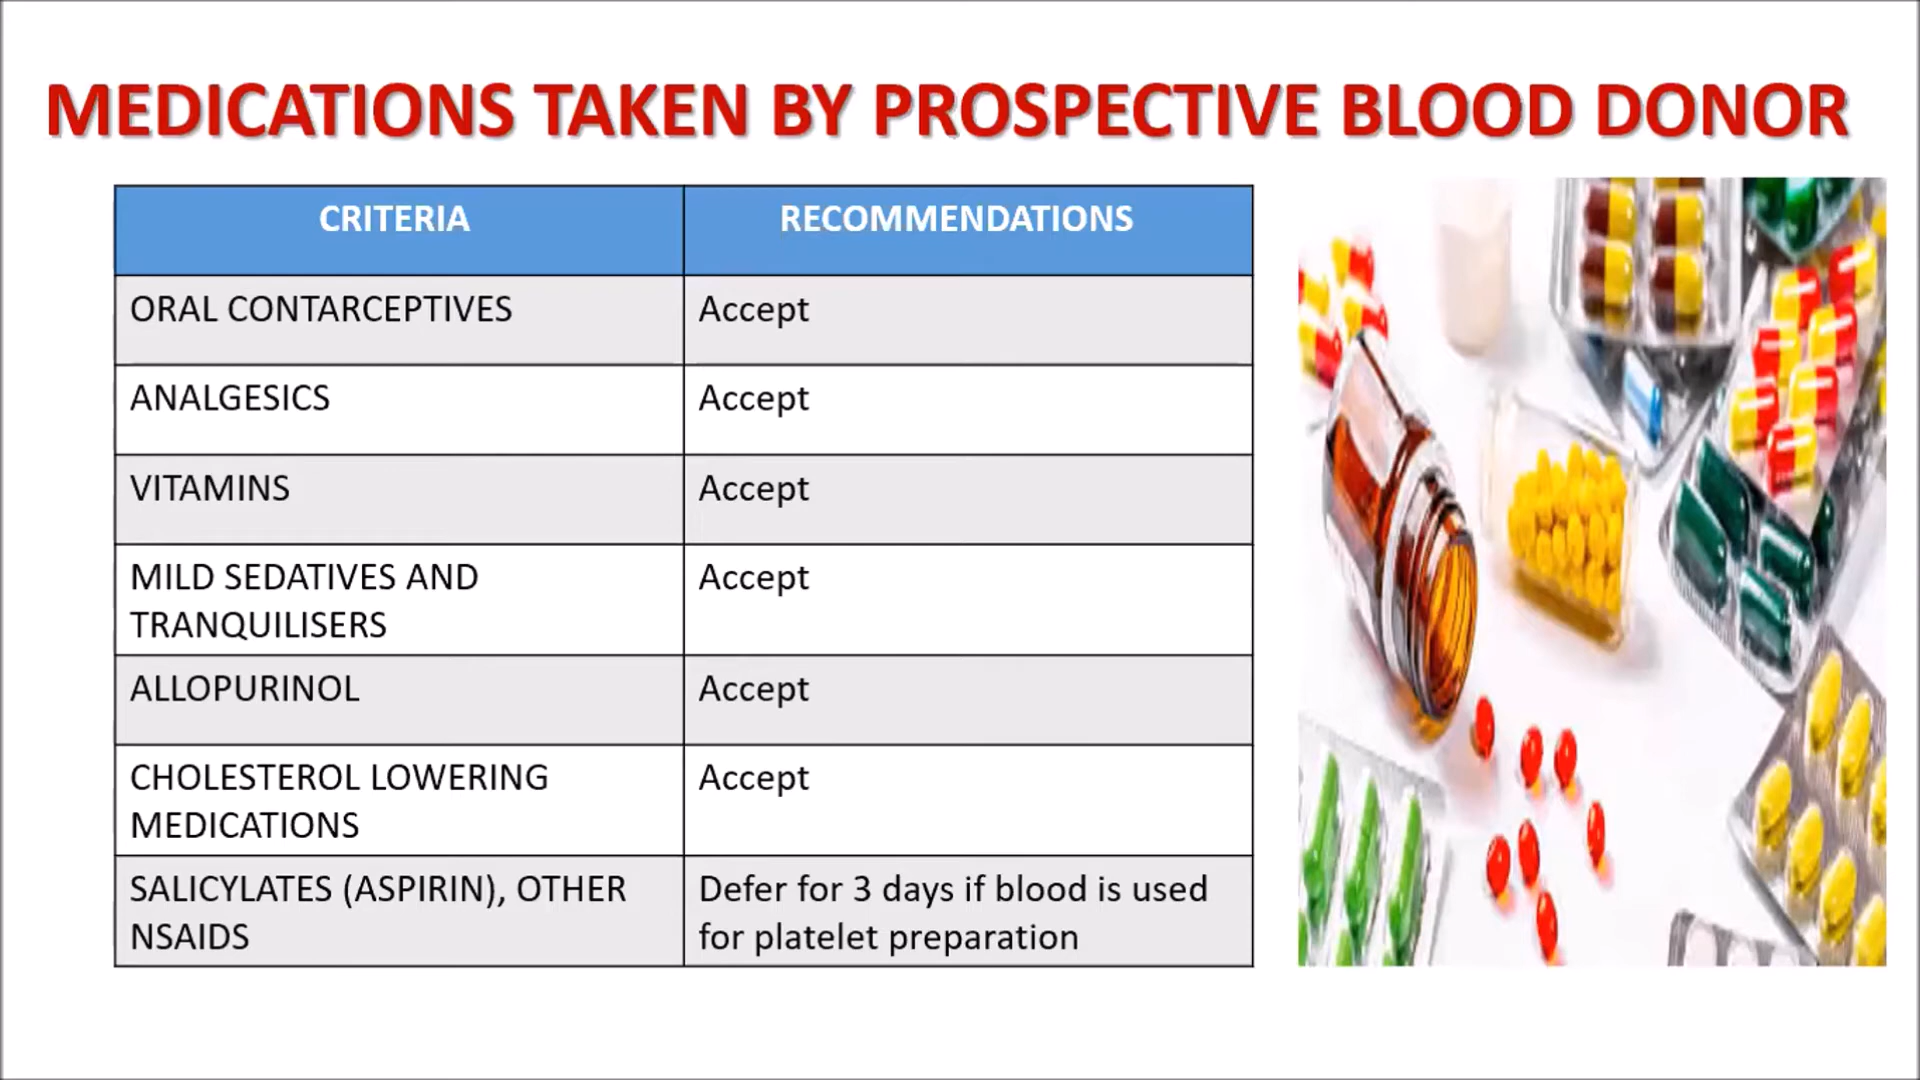 MEDICATIONS TAKEN BY PROSPECTIVE BLOOD DONOR
CRITERIA
RECOMMENDATIONS
ORAL CONTARCEPTIVES
Accept
ANALGESICS
Accept
VITAMINS
Accept
MILD SEDATIVES AND
TRANQUILISERS
Accept
ALLOPURINOL
Accept
CHOLESTEROL LOWERING
MEDICATIONS
Accept
SALICYLATES (ASPIRIN), OTHER
NSAIDS
Defer for 3 days if blood is used
for platelet preparation